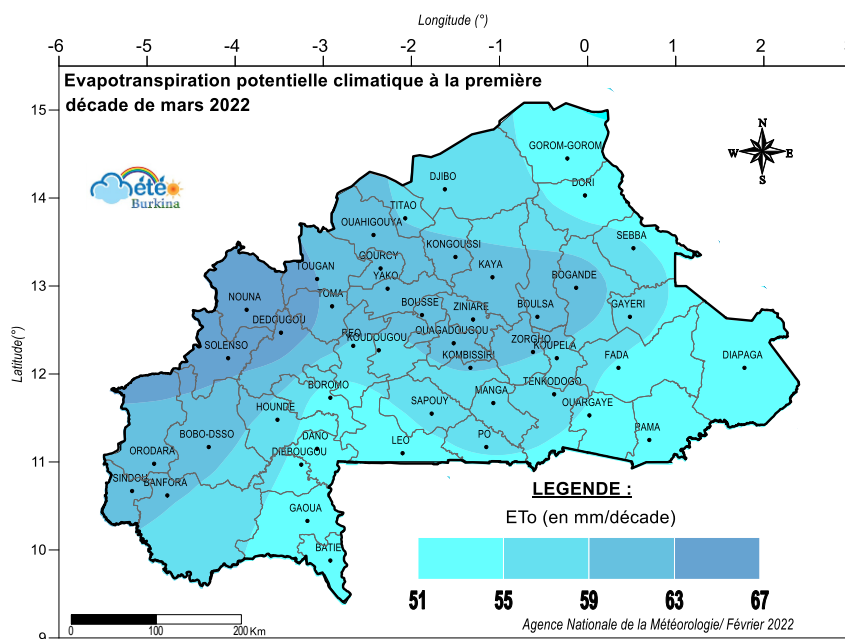 Longitude (°)
-6 -5 -4 -3 -2 -1 0 1 2 3
Evapotranspiration potentielle climatique à la première
décade de mars 2022
15
14
13
12
11
10
9
Latitude(°)
N
W E
S
été
Burkina
GOROM-GOROM
DJIBO
DORI
TITAO
OUAHIGOUYA
SEBBA
KONGOUSSI
GOURCY
TOUGAN
KAYA
BOGANDE
YAKO
NOUNA
TOMA
BOUSSE
ZINIARE
BOULSA
GAYERI
DEDOUGOU
OUAGADOUGOU
REO
KOUDOUGOU
ZORGHO
SOLENSO
KOUPELA
KOMBISSIRI
FADA
DIAPAGA
BOROMO
TENKODOGO
MANGA
SAPOUY
OUARGAYE
HOUNDE
PAMA
BOBO-DSSO
DANO
LEO
PO
ORODARA
DIEBOUGOU
SINDOU
BANFORA
GAOUA
BATIE
LEGENDE :
ETo (en mm/décade)
51 55 59 63 67
0 100 200 Km
Agence Nationale de la Météorologie/ Février 2022